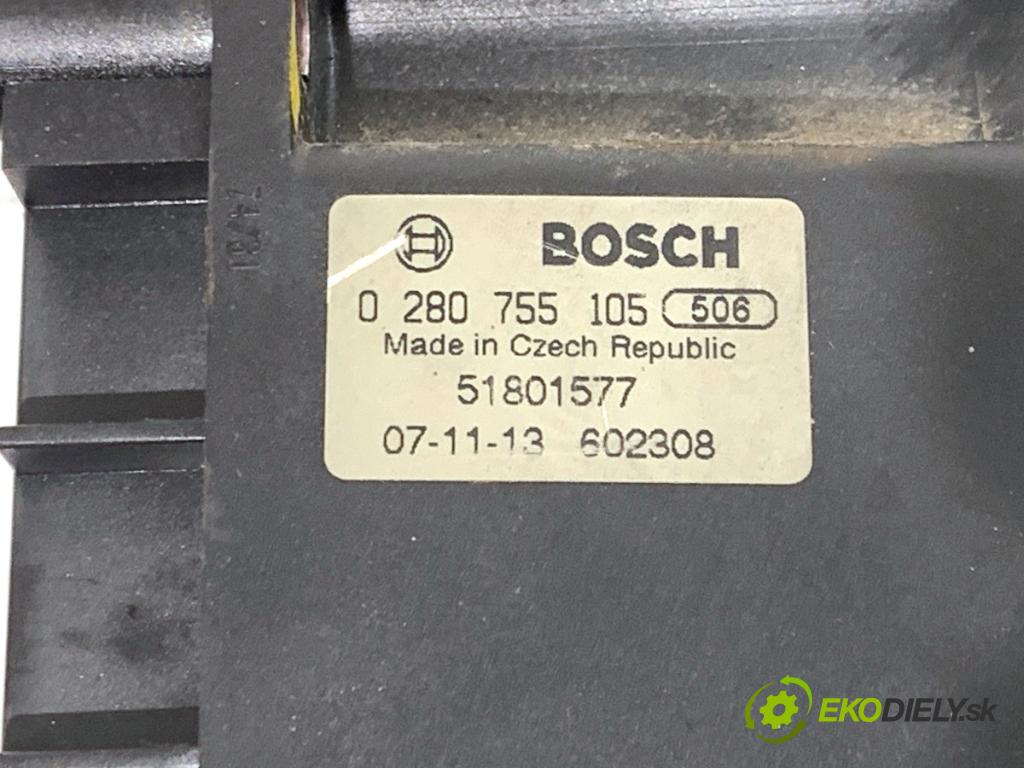 BOSCH
0 280 755 105 506
Made in Czech Republic
51801577
07-11-13 602308
EKODIELY.sk